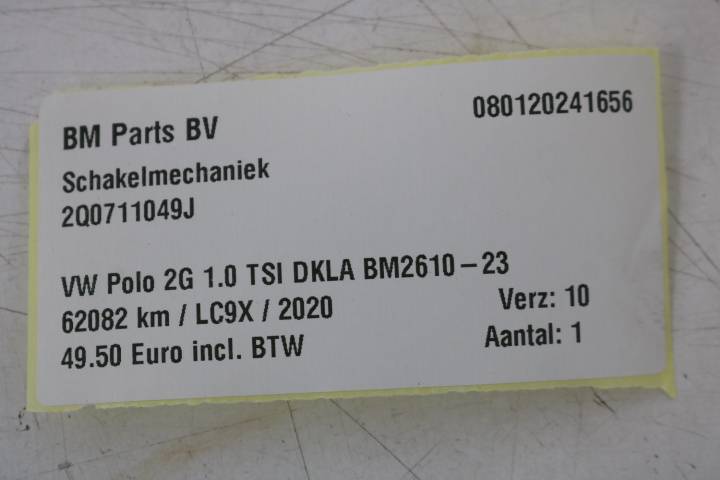 BM Parts BV 080120241656
Schakelmechaniek
2Q0711049J
VW Polo 2G 1.0 TSI DKLA BM2610-23
62082 km / LC9X / 2020 Verz: 10
49.50 Euro incl. BTW Aantal: 1